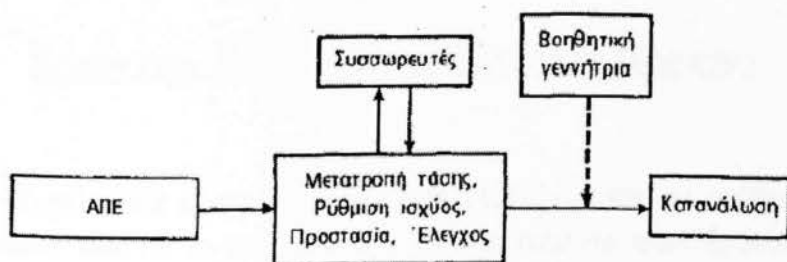 Συσσωρευτές
Βοηθητική
γεννήτρια
ΑΠΕ
Μετατροπή τάσης,
Ρύθμιση ισχύος,
Προστασία, Έλεγχος
Κατανάλωση